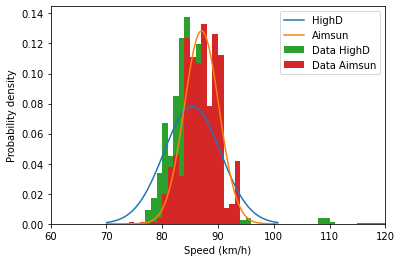 HighD
Aimsun
Data HighD
Data Aimsun
Probability density
0.14
0.12
0.10
0.08
0.06
0.04
0.02
0.00
60 70 80 90 100 110 120
Speed (km/h)